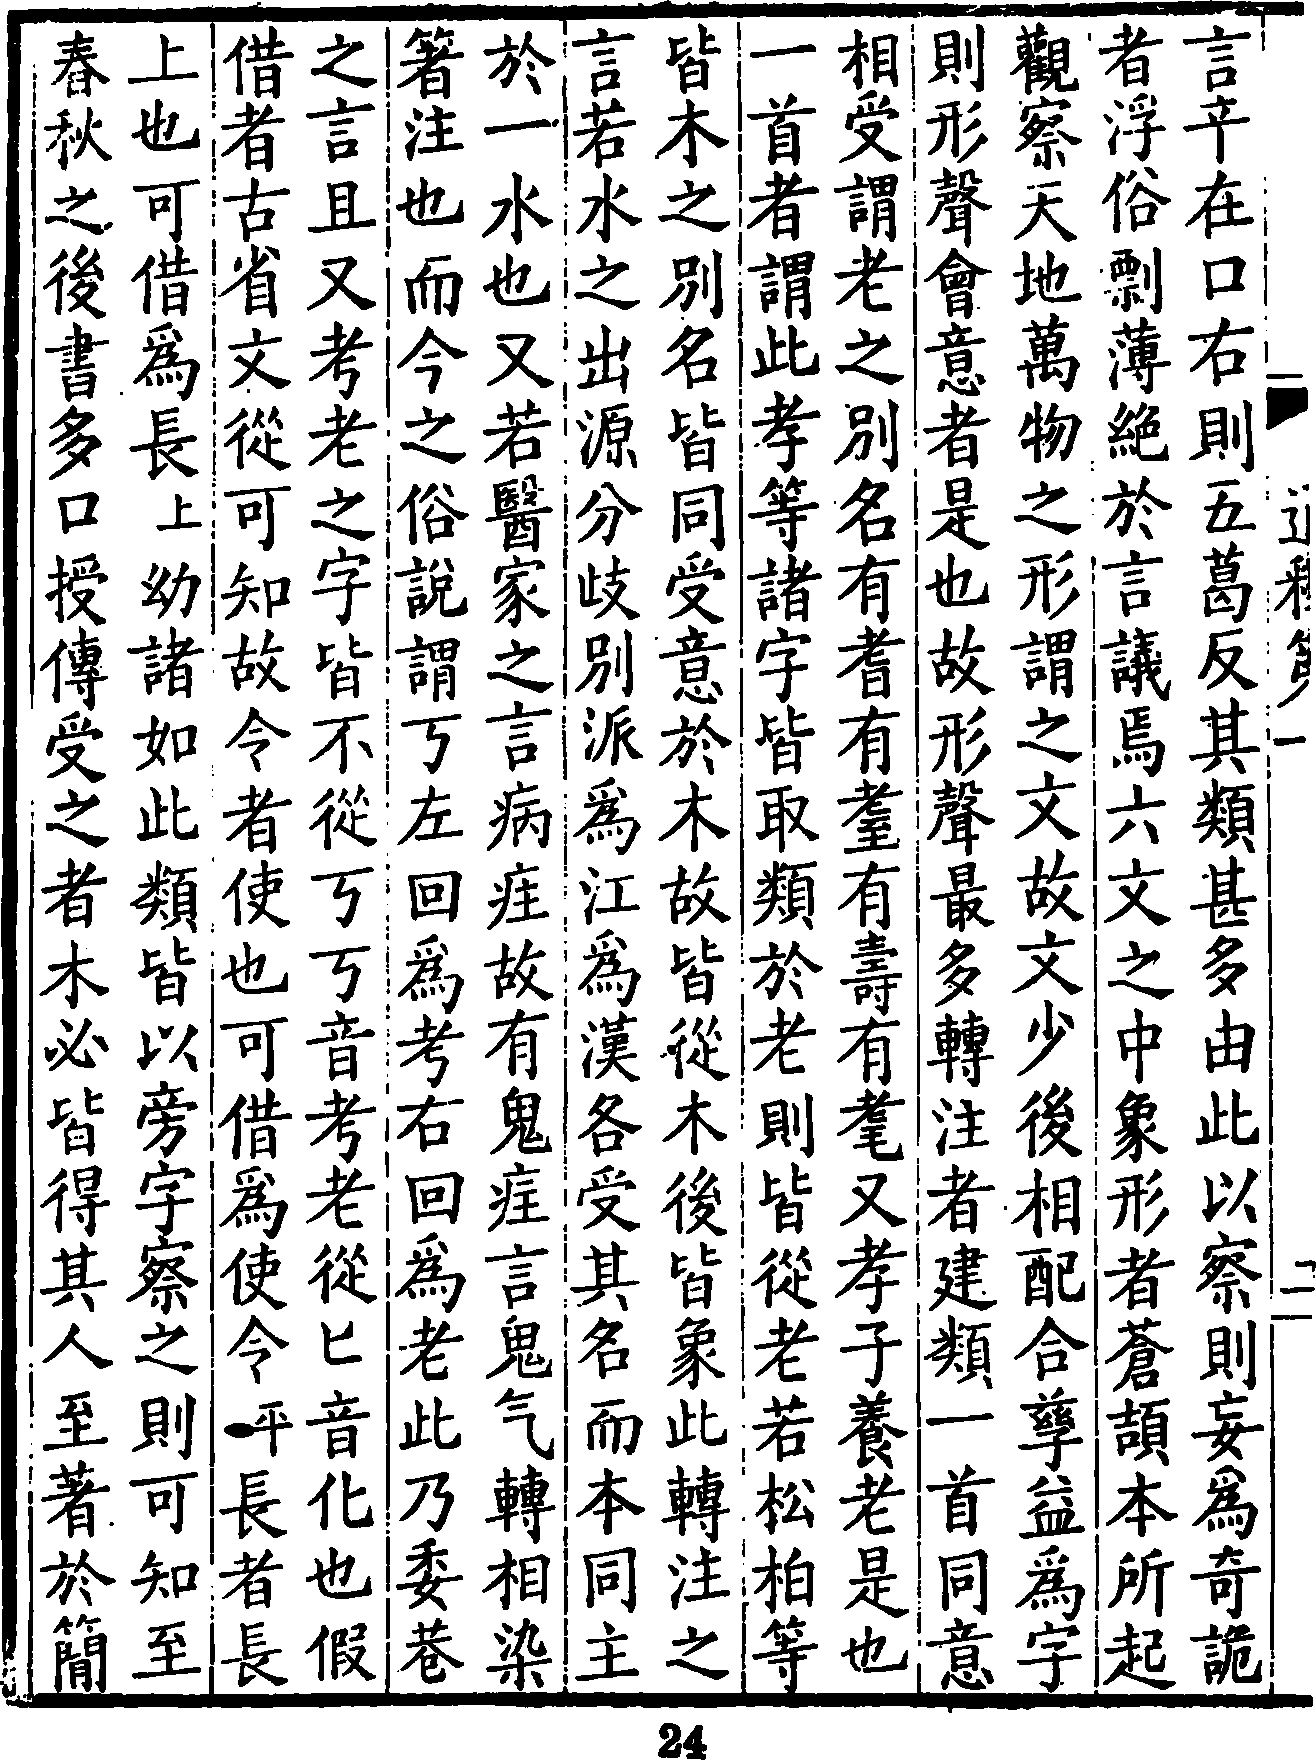 言䇂在口右則五葛反其類甚多由此以察則妄爲奇詭
者浮俗剽薄絕於言議焉六文之中象形者蒼頡本所起
觀察天地萬物之形謂之文故文少後相配合孳益爲字
則形聲會意者是也故形聲最多轉注者建類一首同意
相受謂老之別名有耆有耋有壽有耄又孝子養老是也
一首者謂此孝等諸字皆取類於老則皆從老若松柏等
皆木之別名皆同受意於木故皆從木後皆象此轉注之
言若水之出源分歧別派爲江爲漢各受其名而本同主
於一水也又若醫家之言病疰故有鬼疰言鬼气轉相染
箸注也而今之俗說謂丂左回爲考右回爲老此乃委巷
之言且又考老之字皆不從丂丂音考老從匕音化也假
借者古省文從可知故令者使也可借爲使令平長者長
上也可借爲長上幼諸如此類皆以旁字察之則可知至
春秋之後書多口授傳受之者木必皆得其人至著於簡
通釋第一
二
24